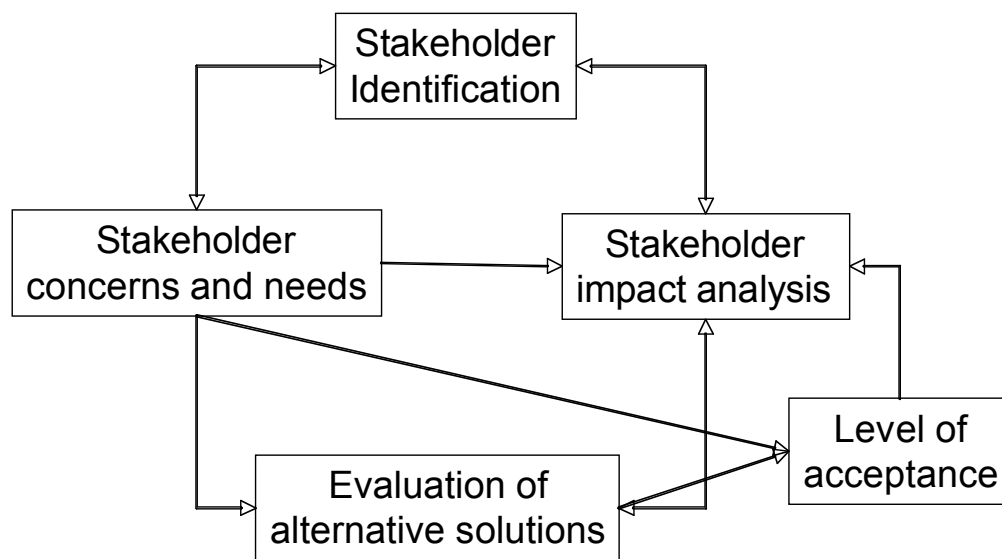 Stakeholder
Identification
Stakeholder
concerns and needs
Stakeholder
impact analysis
Level of
acceptance
Evaluation of
alternative solutions